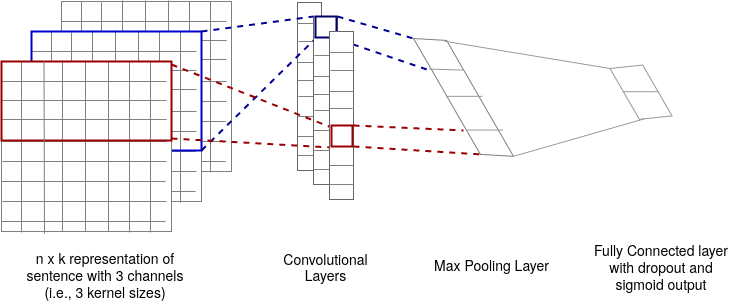 n x k representation of
sentence with 3 channels
(i.e., 3 kernel sizes)
Convolutional
Layers
Max Pooling Layer
Fully Connected layer
with dropout and
sigmoid output